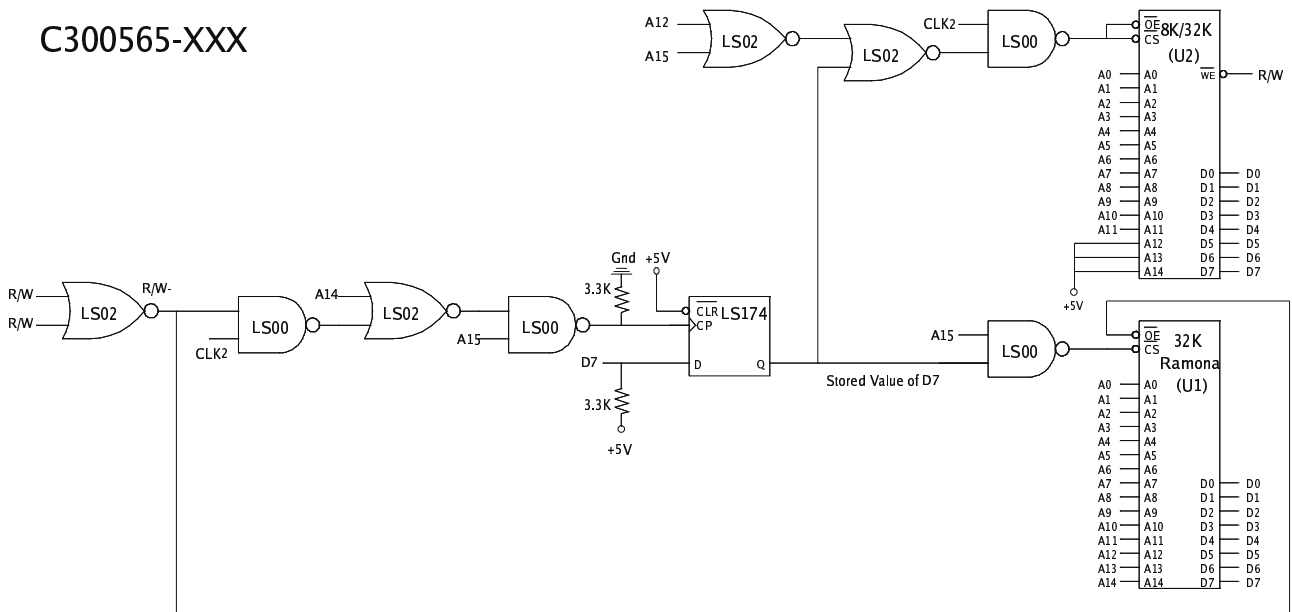 C300565-XXX
A12
A15
LS02
LS02
CLK2
LS00
OE
CS
8K/32K
(U2)
WE
R/W
A0 A0
A1 A1
A2 A2
A3 A3
A4 A4
A5 A5
A6 A6
A7 A7 D0 D0
A8 A8 D1 D1
A9 A9 D2 D2
A10 A10 D3 D3
A11 A11 D4 D4
A12 D5 D5
A13 D6 D6
A14 D7 D7
+5V
R/W
R/W
LS02
R/W-
CLK2
LS00
A14
LS02
A15
LS00
Gnd
+5V
3.3K
CLR
LS174
CP
D7
D
Q
3.3K
+5V
Stored Value of D7
A15
LS00
OE
CS
32K
Ramona
(U1)
A0 A0
A1 A1
A2 A2
A3 A3
A4 A4
A5 A5
A6 A6
A7 A7 D0 D0
A8 A8 D1 D1
A9 A9 D2 D2
A10 A10 D3 D3
A11 A11 D4 D4
A12 A12 D5 D5
A13 A13 D6 D6
A14 A14 D7 D7